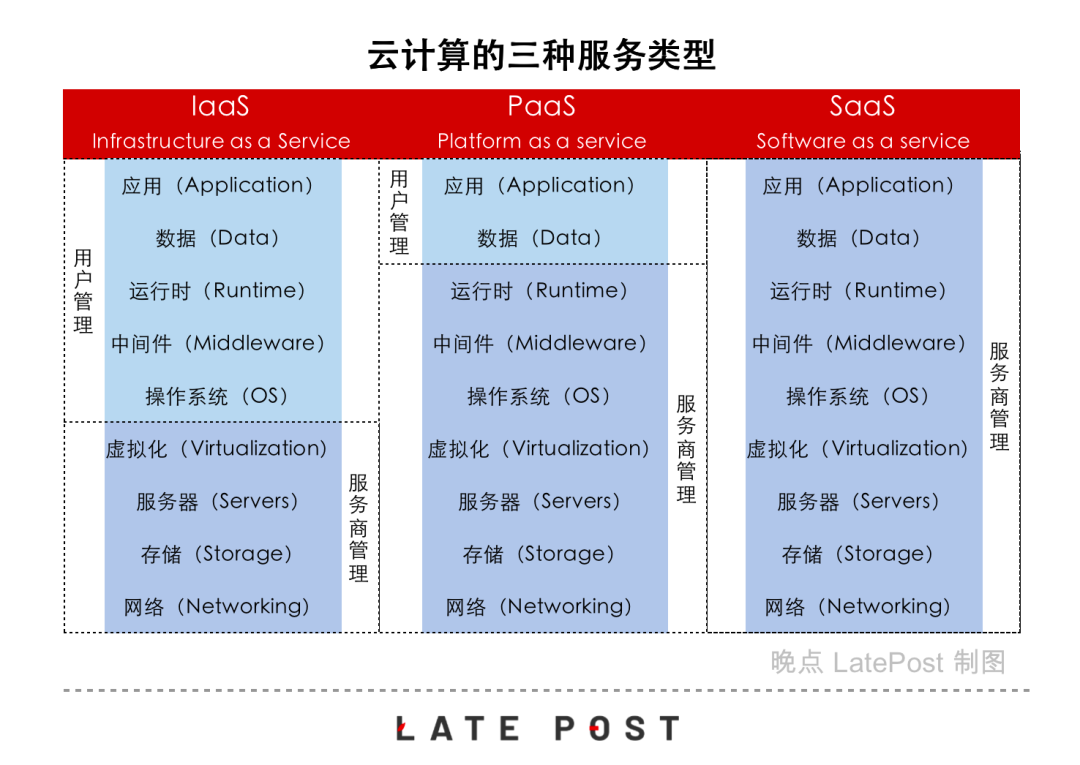 云计算的三种服务类型
IaaS
Infrastructure as a Service
PaaS
Platform as a service
SaaS
Software as a service
用户管理
应用（Application）
数据（Data）
运行时（Runtime）
中间件（Middleware）
操作系统（OS）
虚拟化（Virtualization）
服务器（Servers）
存储（Storage）
网络（Networking）
服务商管理
用户管理
应用（Application）
数据（Data）
运行时（Runtime）
中间件（Middleware）
操作系统（OS）
虚拟化（Virtualization）
服务器（Servers）
存储（Storage）
网络（Networking）
服务商管理
应用（Application）
数据（Data）
运行时（Runtime）
中间件（Middleware）
操作系统（OS）
虚拟化（Virtualization）
服务器（Servers）
存储（Storage）
网络（Networking）
服务商管理
晚点 LatePost 制图
LATE POST